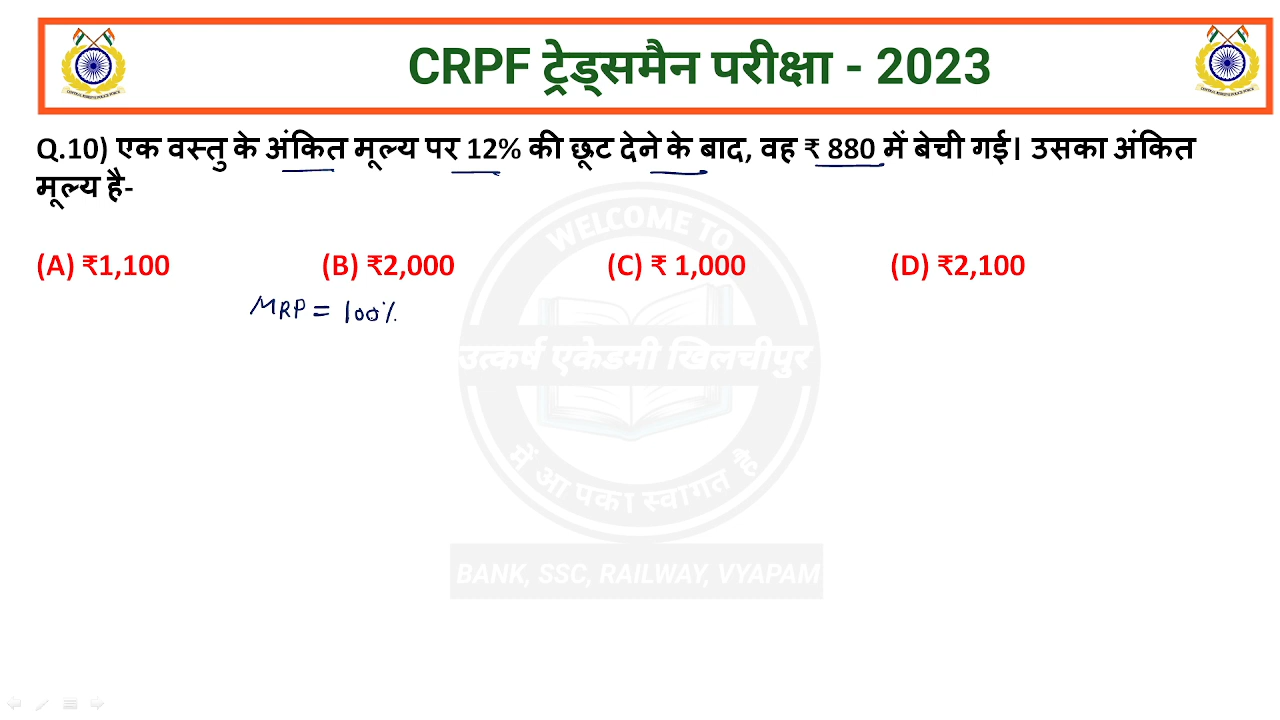 CRPF ट्रेड्समैन परीक्षा - 2023
Q.10) एक वस्तु के अंकित मूल्य पर 12% की छूट देने के बाद, वह ₹ 880 में बेची गई। उसका अंकित
मूल्य है-
(A) ₹1,100 (B) ₹2,000 (C) ₹ 1,000 (D) ₹2,100
MRP = 100%
WELCOME TO
उत्कर्ष एकेडमी खिलचीपुर
में आ पका स्वागत है
BANK, SSC, RAILWAY, VYAPAM